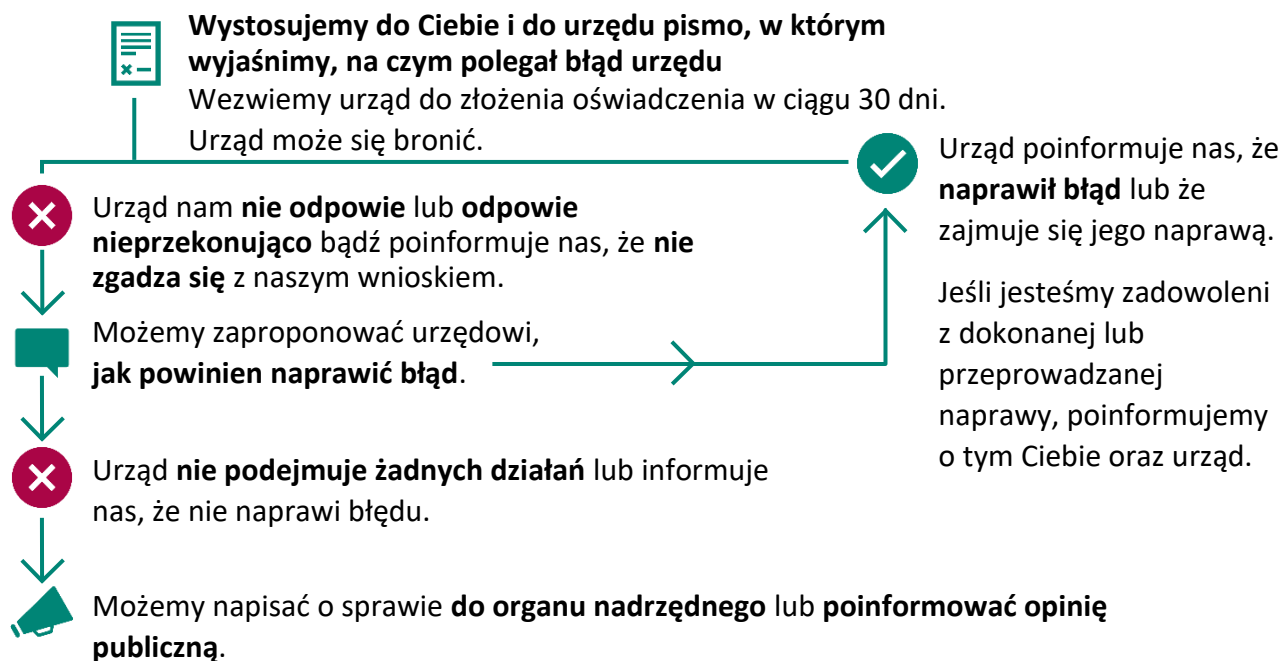 Wystosujemy do Ciebie i do urzędu pismo, w którym
wyjaśnimy, na czym polegał błąd urzędu
Wezwiemy urząd do złożenia oświadczenia w ciągu 30 dni.
Urząd może się bronić.
Urząd nam nie odpowie lub odpowie
nieprzekonująco bądź poinformuje nas, że nie
zgadza się z naszym wnioskiem.
Możemy zaproponować urzędowi,
jak powinien naprawić błąd.
Urząd poinformuje nas, że
naprawił błąd lub że
zajmuje się jego naprawą.
Jeśli jesteśmy zadowoleni
z dokonanej lub
przeprowadzanej
naprawy, poinformujemy
o tym Ciebie oraz urząd.
Urząd nie podejmuje żadnych działań lub informuje
nas, że nie naprawi błędu.
Możemy napisać o sprawie do organu nadrzędnego lub poinformować opinię
publiczną.